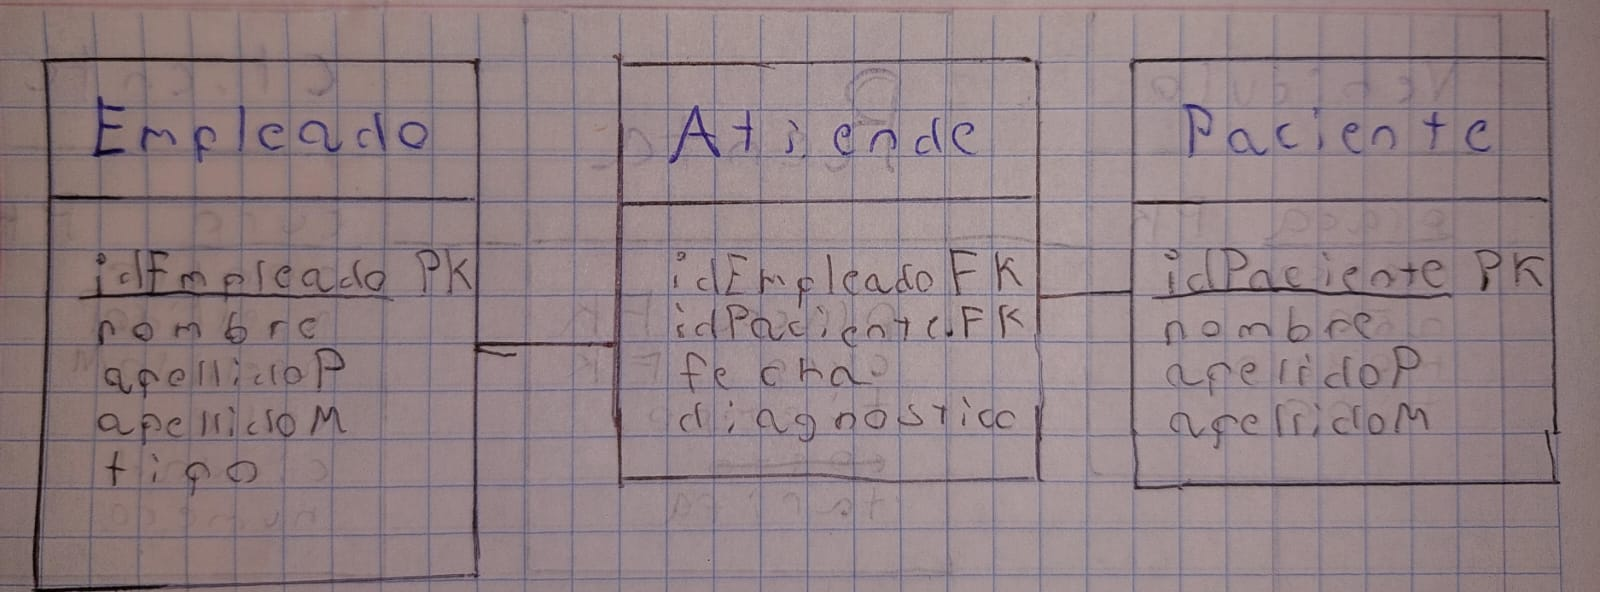 Empleado
idEmpleado PK
nombre
apellidoP
apellidoM
tipo
Atiende
idEmpleado FK
idPaciente.FK
fecha
diagnostico
Paciente
idPaciente PK
nombre
apellidoP
apellidoM